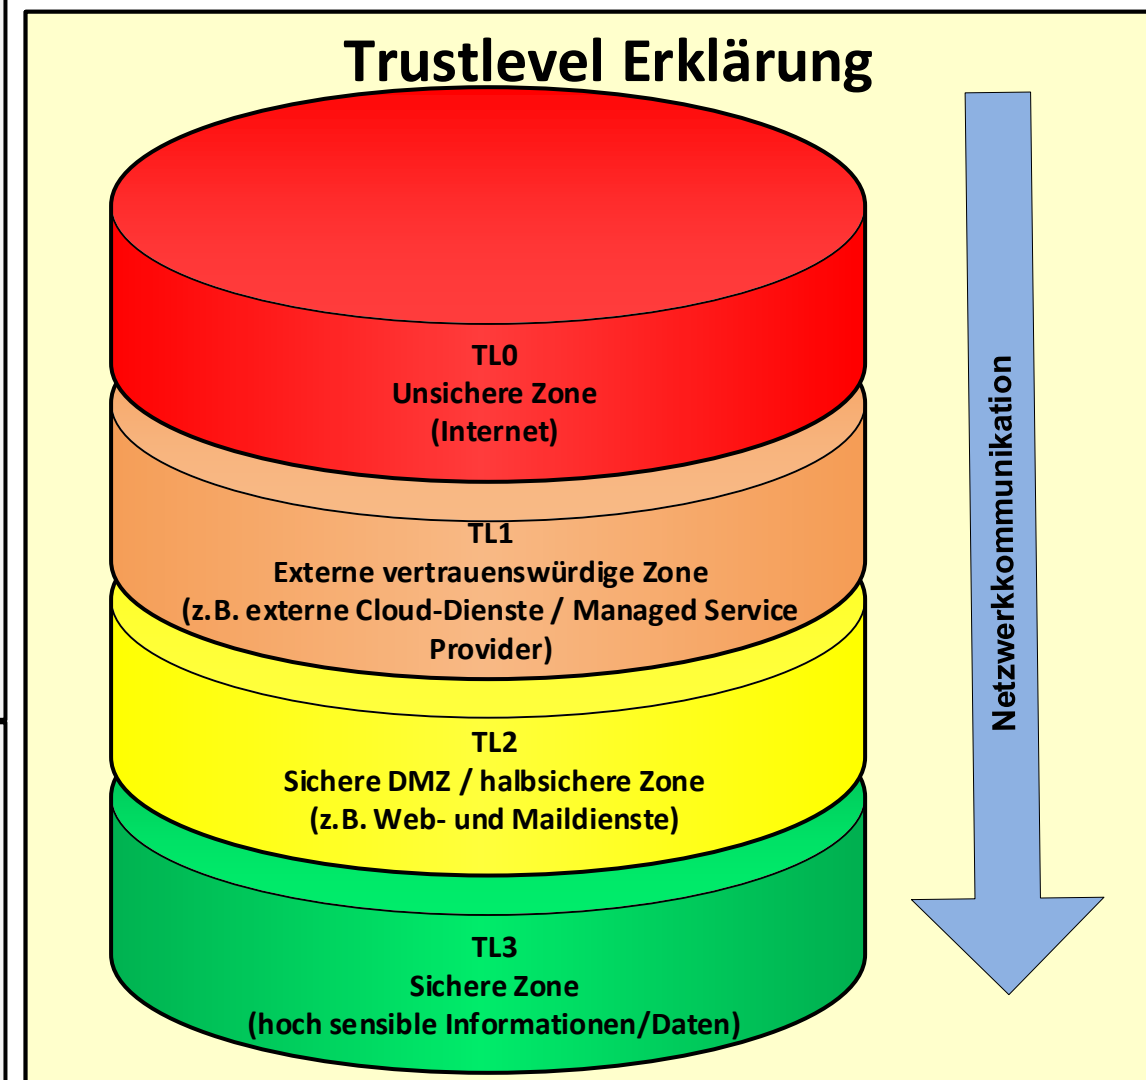 Trustlevel Erklärung
TL0
Unsichere Zone
(Internet)
TL1
Externe vertrauenswürdige Zone
(z.B. externe Cloud-Dienste / Managed Service
Provider)
TL2
Sichere DMZ / halbsichere Zone
(z.B. Web- und Maildienste)
TL3
Sichere Zone
(hoch sensible Informationen/Daten)
Netzwerkkommunikation